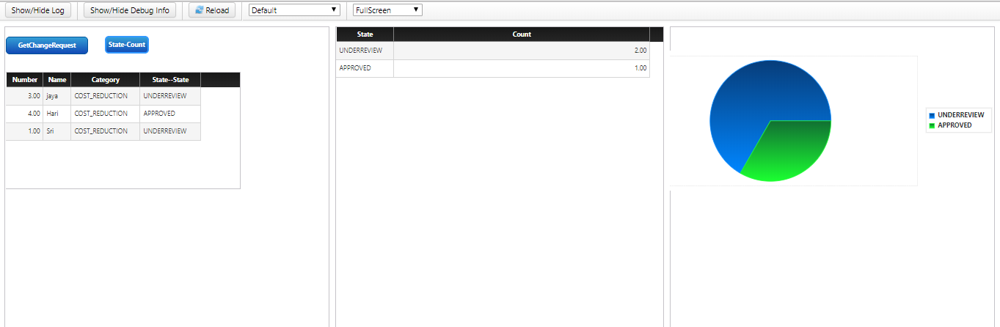 Show/Hide Log Show/Hide Debug Info Reload Default FullScreen
GetChangeRequest State-Count
Number Name Category State--State
3.00 jaya COST_REDUCTION UNDERREVIEW
4.00 Hari COST_REDUCTION APPROVED
1.00 Sri COST_REDUCTION UNDERREVIEW
State Count
UNDERREVIEW 2.00
APPROVED 1.00
UNDERREVIEW
APPROVED